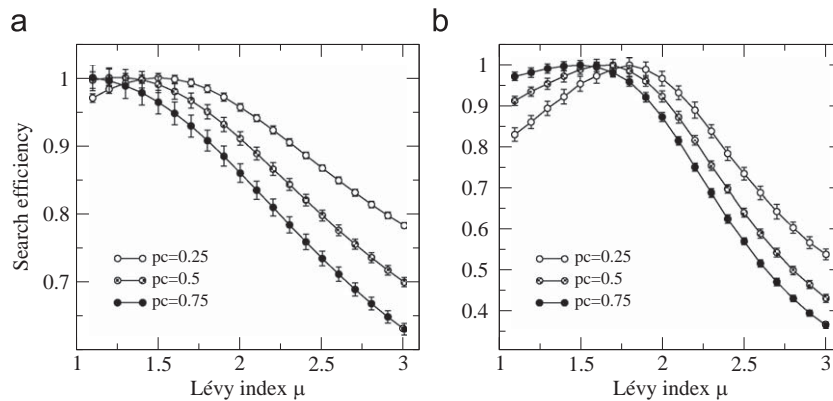 a
Search efficiency
1
0.9
0.8
0.7
pc=0.25
pc=0.5
pc=0.75
1
1.5
2
2.5
3
Lévy index μ
b
1
0.9
0.8
0.7
0.6
0.5
0.4
pc=0.25
pc=0.5
pc=0.75
1
1.5
2
2.5
3
Lévy index μ